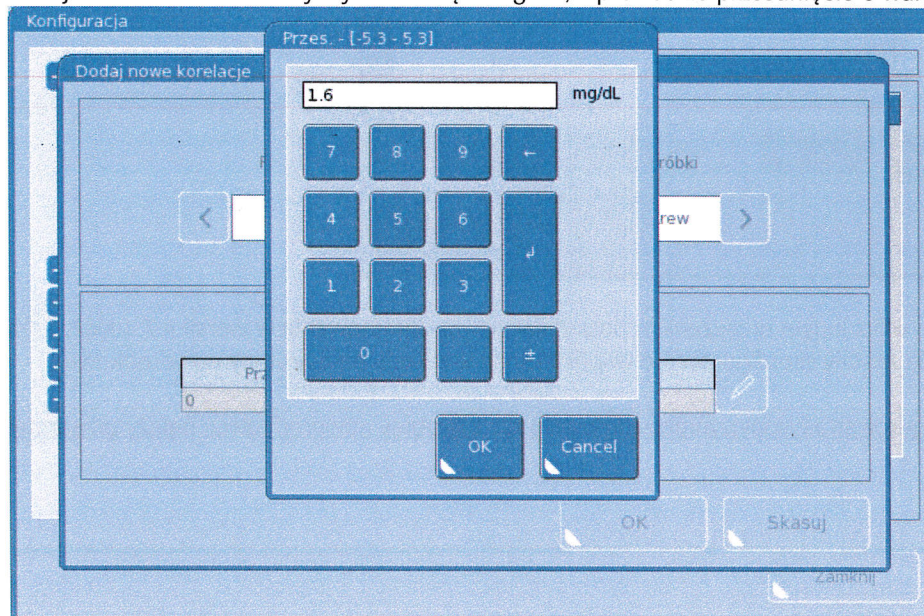 Konfiguracja
Przes. - [-5.3 - 5.3]
Dodaj nowe korelacje
1.6 mg/dL
7 8 9 ←
róbki
4 5 6 ↲
< rew >
1 2 3
0 ±
0
OK Cancel
OK Skasuj
Zamknij